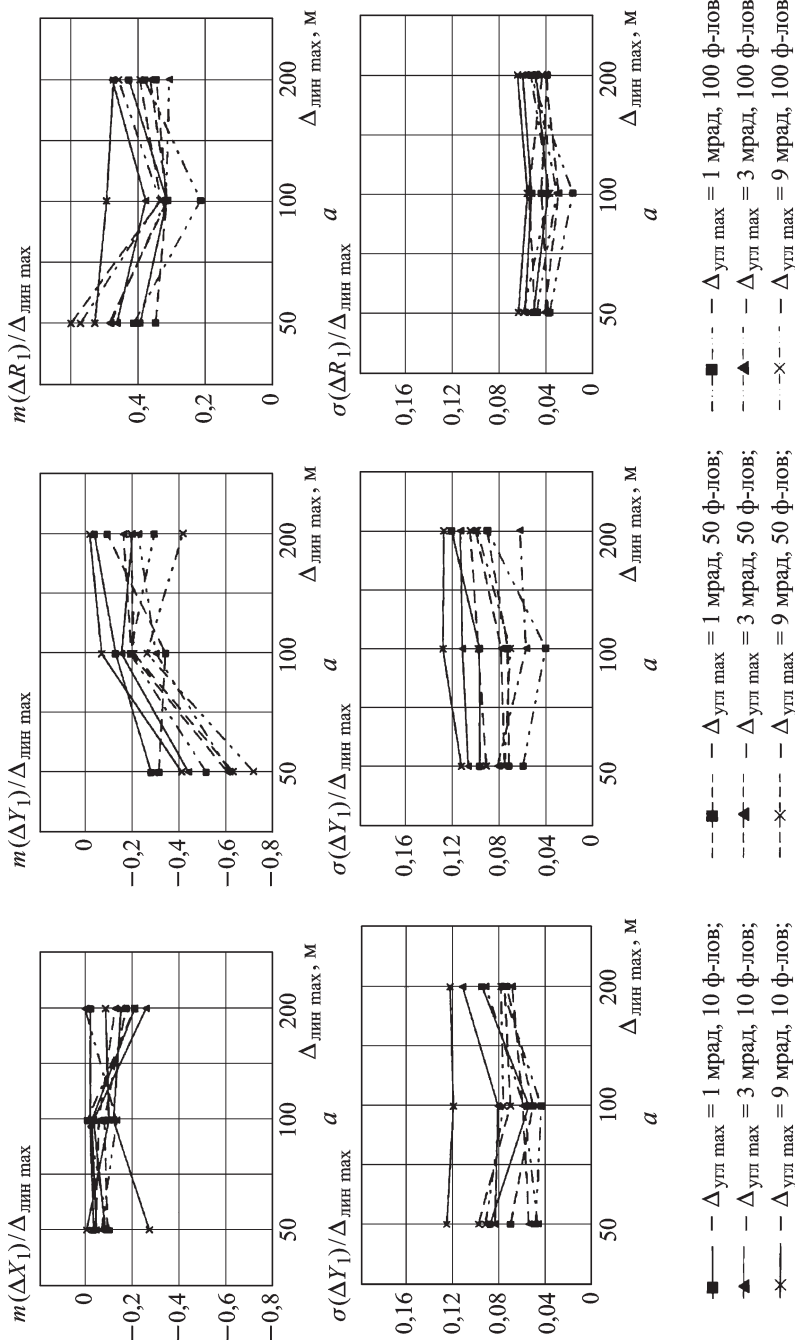 m(ΔX₁)/Δлин max
0
−0,2
−0,4
−0,6
−0,8
50 100 200
Δлин max, м
а
m(ΔY₁)/Δлин max
0
−0,2
−0,4
−0,6
−0,8
50 100 200
Δлин max, м
а
m(ΔR₁)/Δлин max
0,4
0,2
0
50 100 200
Δлин max, м
а
σ(ΔY₁)/Δлин max
0,16
0,12
0,08
0,04
0
50 100 200
Δлин max, м
а
σ(ΔY₁)/Δлин max
0,16
0,12
0,08
0,04
0
50 100 200
Δлин max, м
а
σ(ΔR₁)/Δлин max
0,16
0,12
0,08
0,04
0
50 100 200
Δлин max, м
а
– Δугл max = 1 мрад, 10 ф-лов;
– Δугл max = 1 мрад, 50 ф-лов;
– Δугл max = 1 мрад, 100 ф-лов
– Δугл max = 3 мрад, 10 ф-лов;
– Δугл max = 3 мрад, 50 ф-лов;
– Δугл max = 3 мрад, 100 ф-лов
– Δугл max = 9 мрад, 10 ф-лов;
– Δугл max = 9 мрад, 50 ф-лов;
– Δугл max = 9 мрад, 100 ф-лов